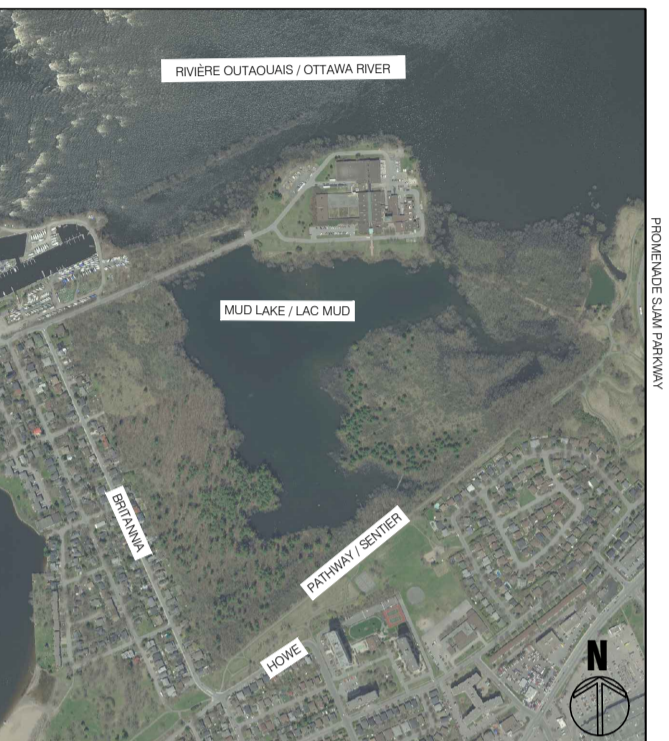 RIVIÈRE OUTAOUAIS / OTTAWA RIVER
PROMENADE SJAM PARKWAY
MUD LAKE / LAC MUD
BRITANNIA
PATHWAY / SENTIER
HOWE
N